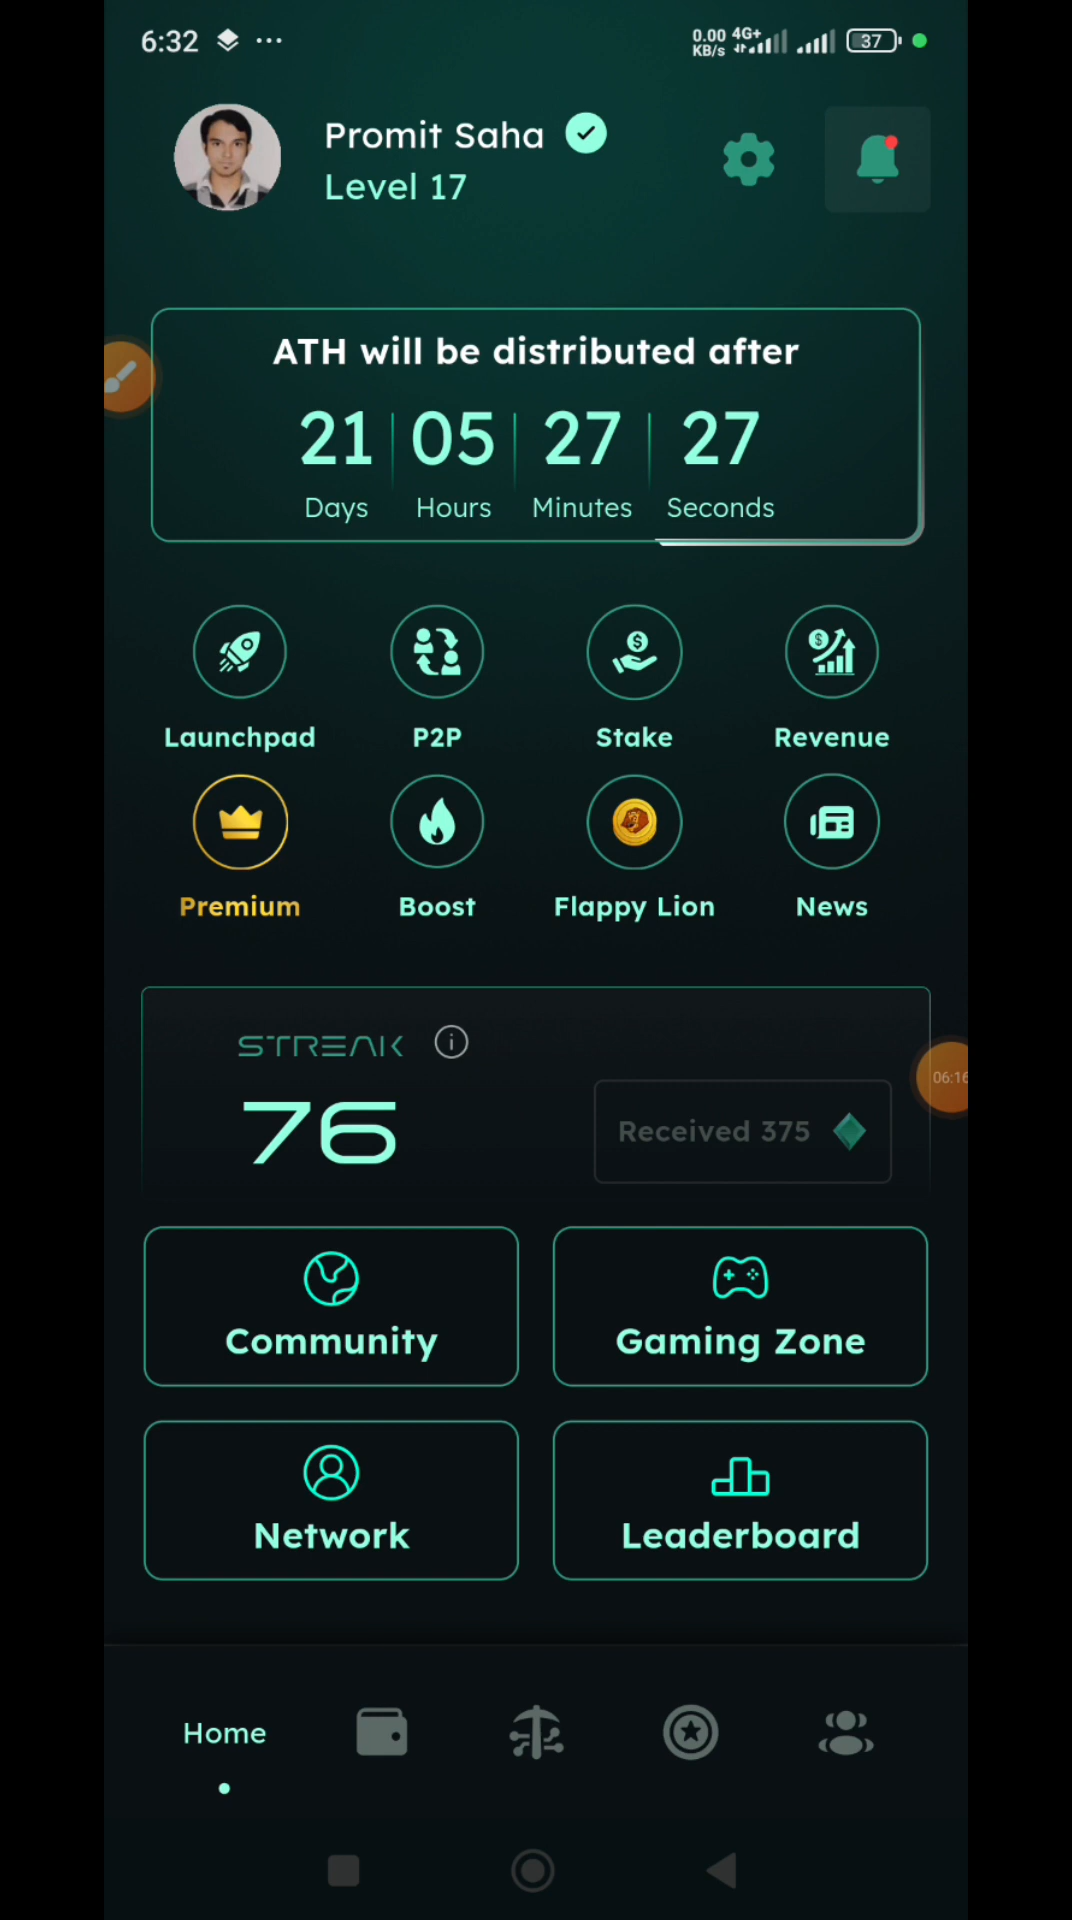 6:32 ...
0.00 KB/s 4G+ 37
Promit Saha
Level 17
ATH will be distributed after
21 05 27 27
Days Hours Minutes Seconds
Launchpad P2P Stake Revenue
Premium Boost Flappy Lion News
STREAK
76
Received 375
06:16
Community Gaming Zone
Network Leaderboard
Home